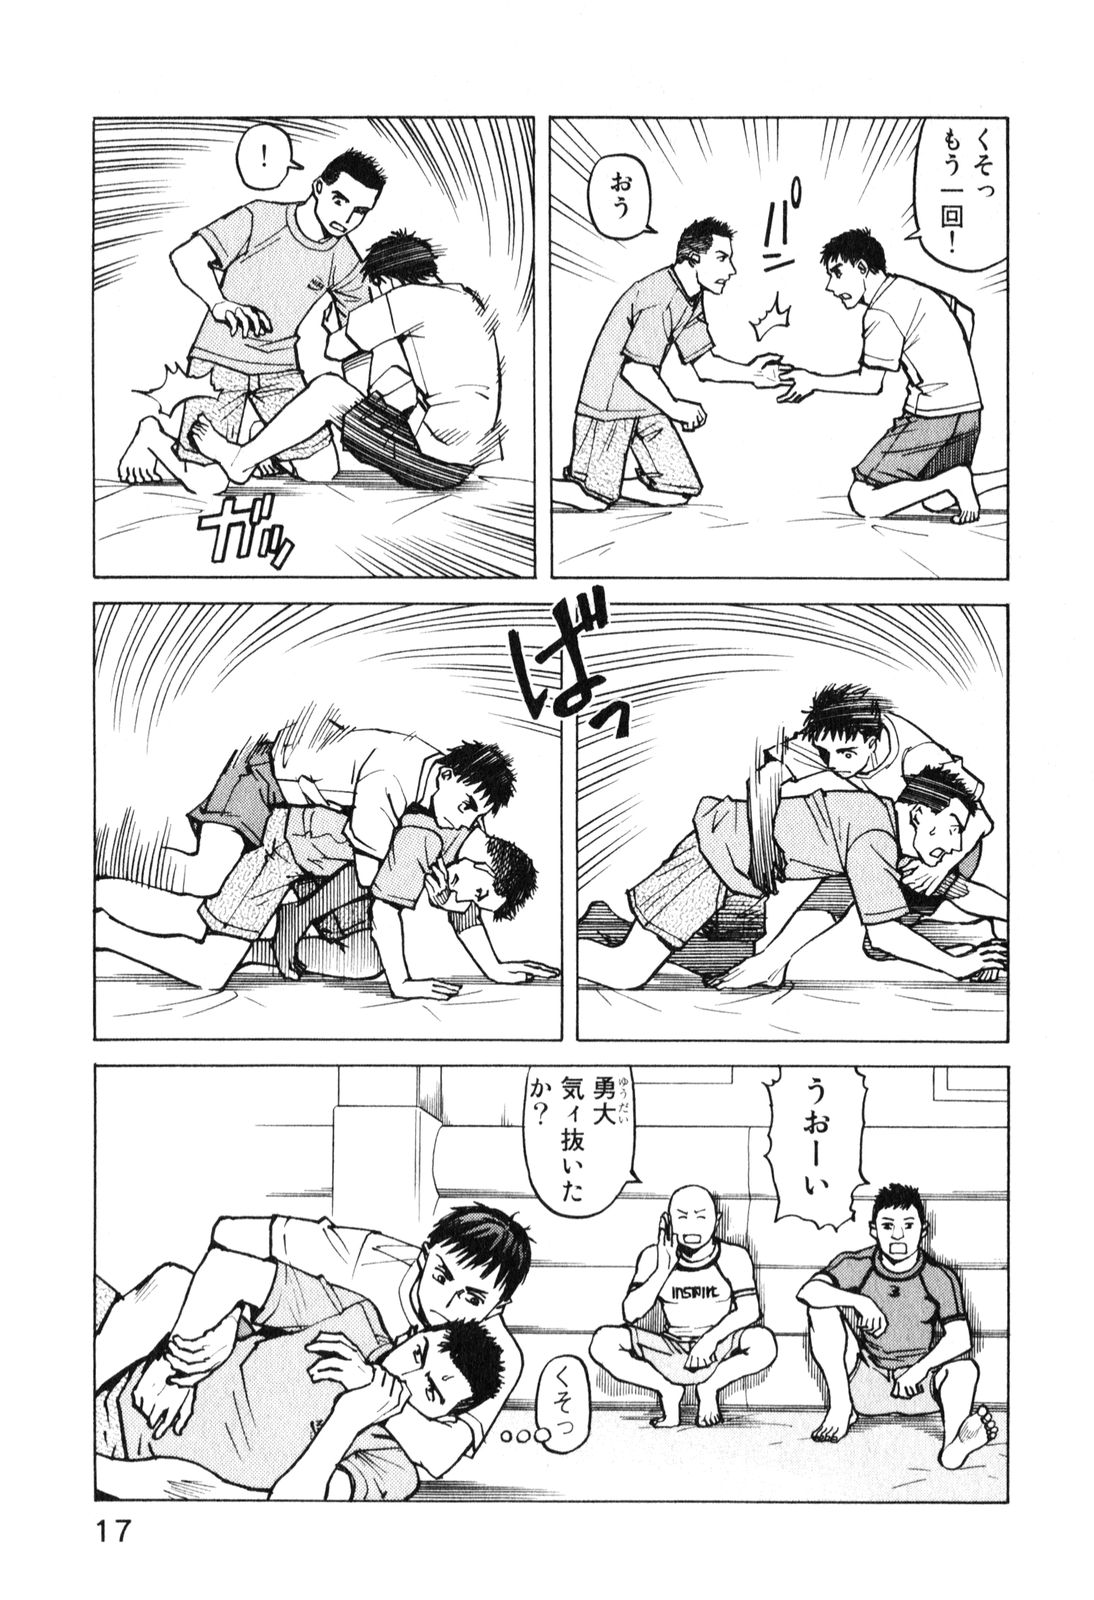 くそっ
もう一回！
おう
パン
！
ガッ
ばっ
うおーい
勇大
ゆうだい
気ィ抜いた
か？
INSPIRIT
くそっ
17